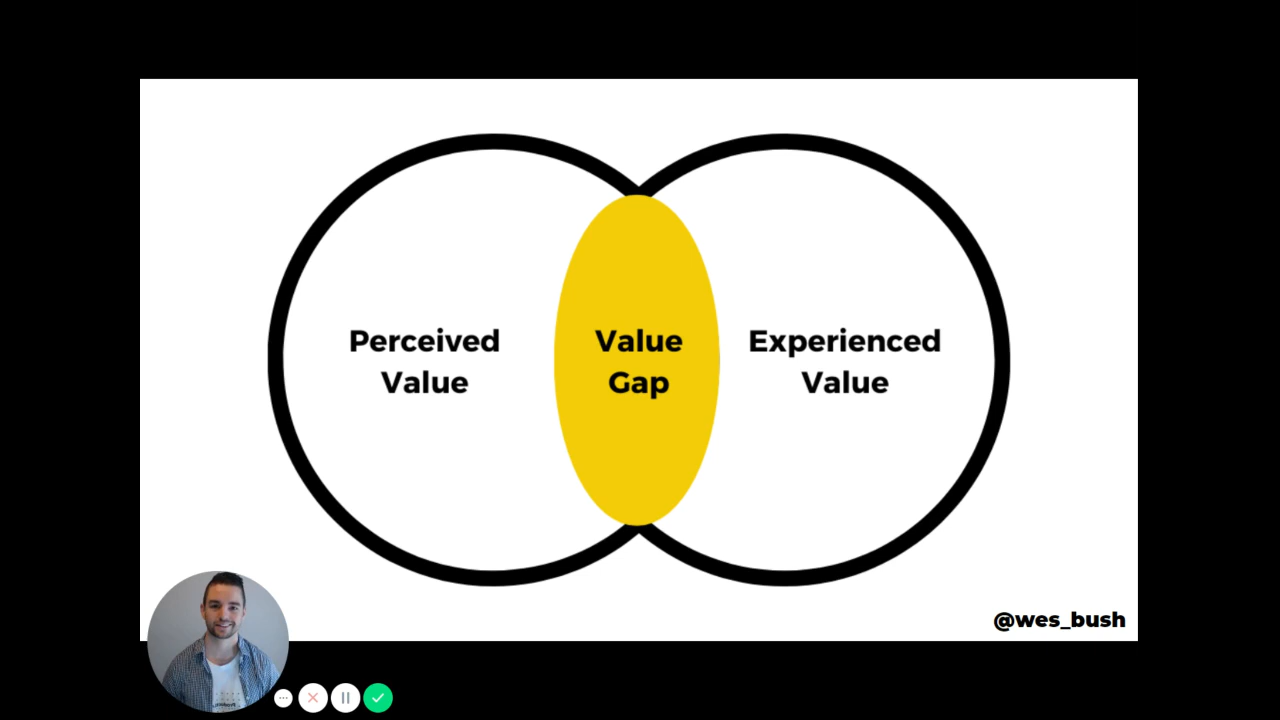 Perceived
Value
Value
Gap
Experienced
Value
@wes_bush